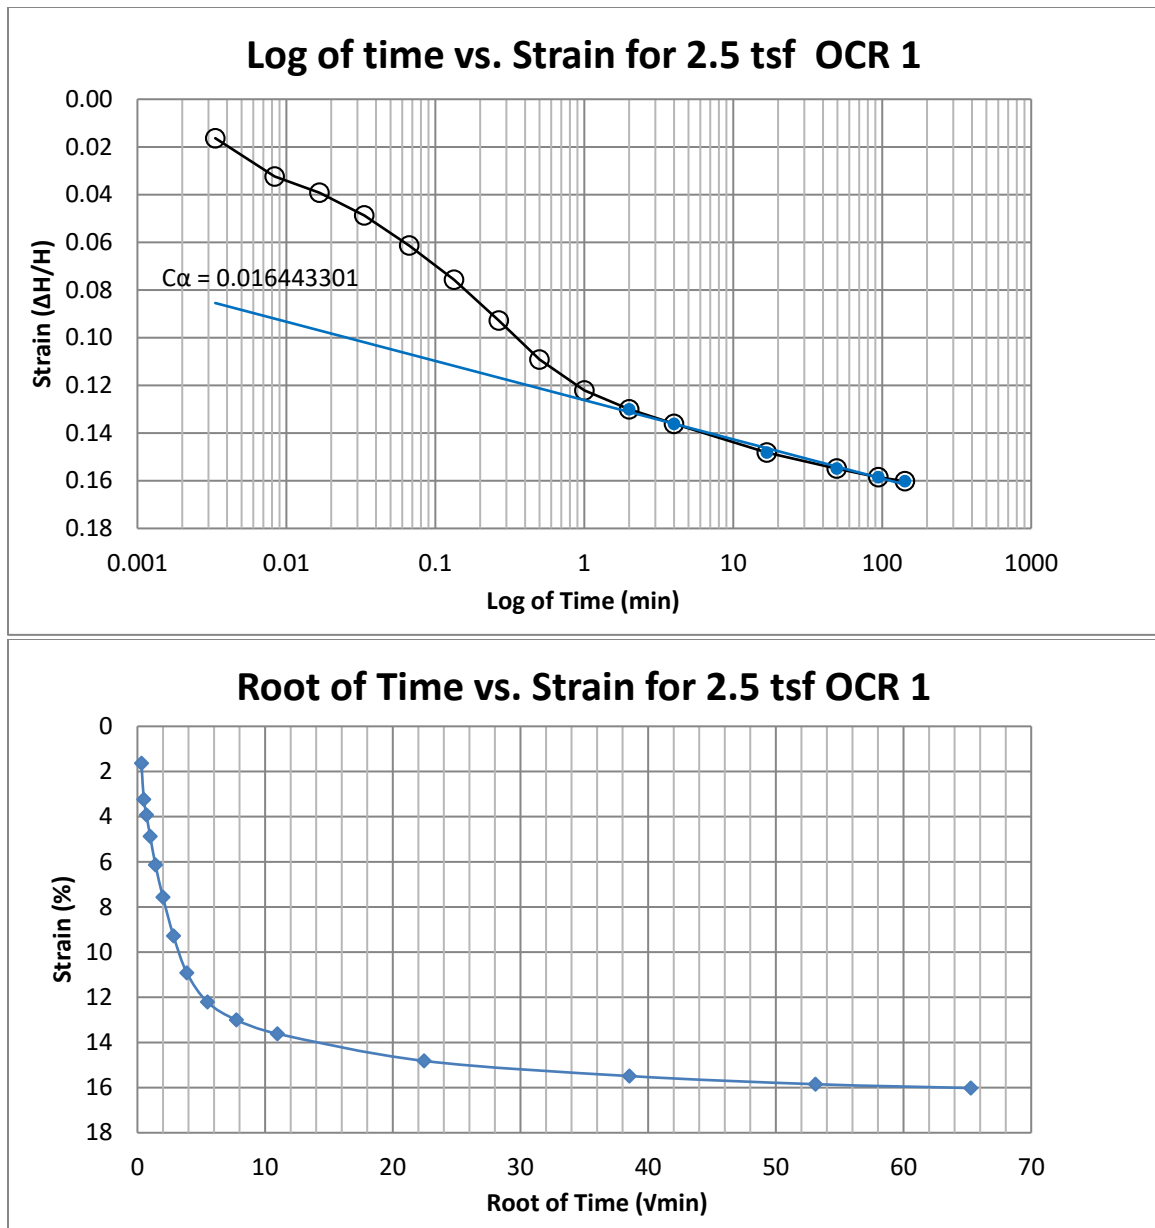 Log of time vs. Strain for 2.5 tsf OCR 1
Strain (ΔH/H)
0.00
0.02
0.04
0.06
0.08
0.10
0.12
0.14
0.16
0.18
Cα = 0.016443301
0.001 0.01 0.1 1 10 100 1000
Log of Time (min)
Root of Time vs. Strain for 2.5 tsf OCR 1
Strain (%)
0
2
4
6
8
10
12
14
16
18
0 10 20 30 40 50 60 70
Root of Time (√min)